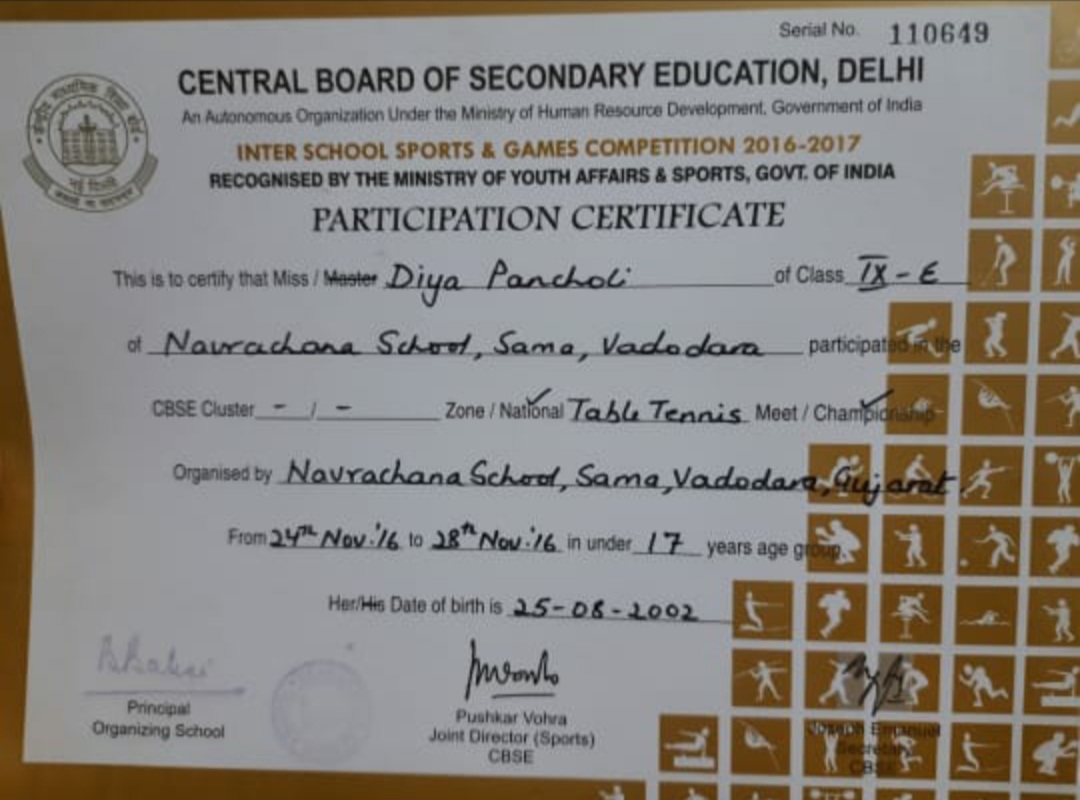 Serial No. 110649
CENTRAL BOARD OF SECONDARY EDUCATION, DELHI
An Autonomous Organization Under the Ministry of Human Resource Development, Government of India
INTER SCHOOL SPORTS & GAMES COMPETITION 2016-2017
RECOGNISED BY THE MINISTRY OF YOUTH AFFAIRS & SPORTS, GOVT. OF INDIA
PARTICIPATION CERTIFICATE
This is to certify that Miss / Master Diya Pancholi of Class IX - E
of Navrachana School, Sama, Vadodara participated in the
CBSE Cluster - / - Zone / National Table Tennis Meet / Championship
Organised by Navrachana School, Sama, Vadodara, Gujarat
From 24th Nov.'16 to 28th Nov.'16 in under 17 years age group.
Her/His Date of birth is 25-08-2002
Principal
Organizing School
Pushkar Vohra
Joint Director (Sports)
CBSE
Joseph Emanuel
Secretary
CBSE